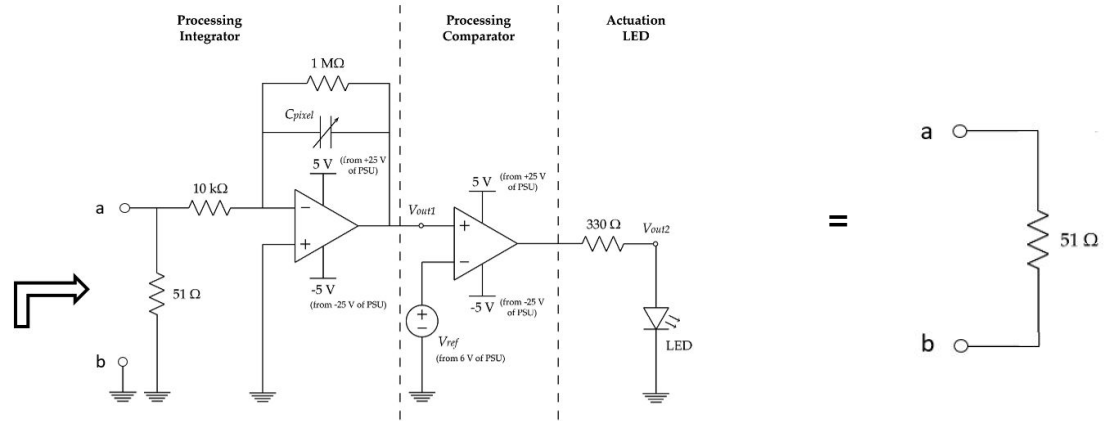 Processing
Integrator
Processing
Comparator
Actuation
LED
1 MΩ
Cpixel
5 V
(from +25 V
of PSU)
10 kΩ
a
−
+
-5 V
(from -25 V of PSU)
51 Ω
b
Vout1
5 V
(from +25 V
of PSU)
+
−
-5 V
(from -25 V
of PSU)
+
−
Vref
(from 6 V of PSU)
330 Ω
Vout2
LED
=
a
51 Ω
b